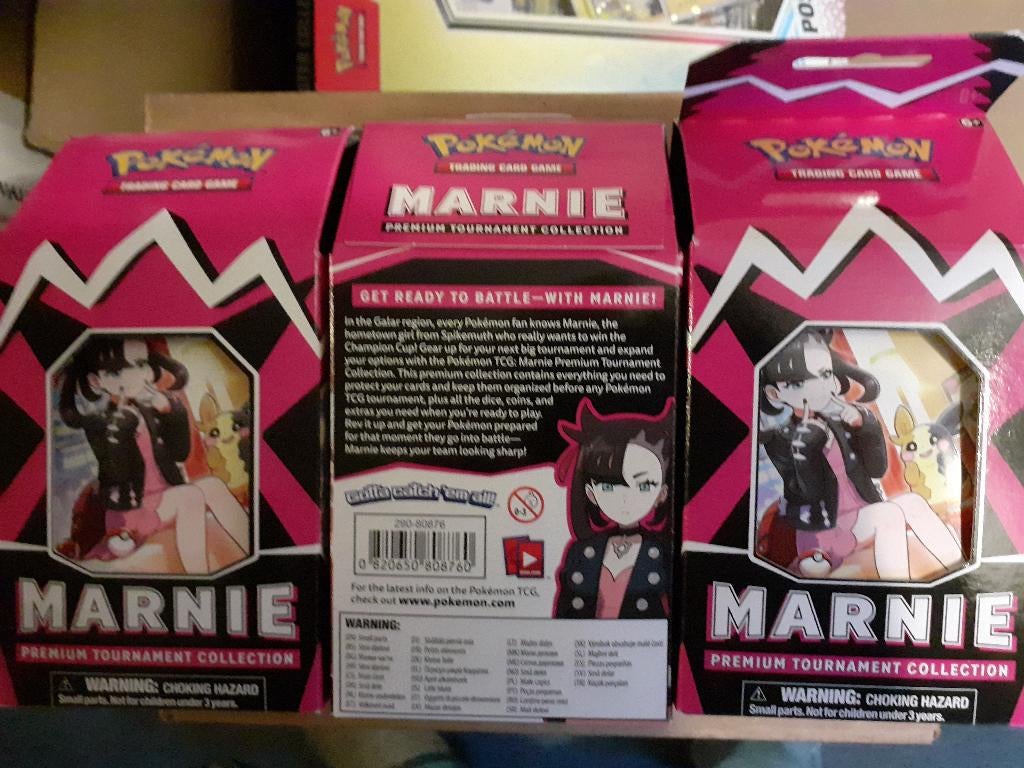 POKéMON
PO
POKéMON
TRADING CARD GAME
MARNIE
PREMIUM TOURNAMENT COLLECTION
WARNING: CHOKING HAZARD
Small parts. Not for children under 3 years.
POKéMON
TRADING CARD GAME
MARNIE
PREMIUM TOURNAMENT COLLECTION
GET READY TO BATTLE—WITH MARNIE!
In the Galar region, every Pokémon fan knows Marnie, the
hometown girl from Spikemuth who really wants to win the
Champion Cup! Gear up for your next big tournament and expand
your options with the Pokémon TCG: Marnie Premium Tournament
Collection. This premium collection contains everything you need to
protect your cards and keep them organized before any Pokémon
TCG tournament, plus all the dice, coins, and
extras you need when you're ready to play.
Rev it up and get your Pokémon prepared
for that moment they go into battle—
Marnie keeps your team looking sharp!
Gotta catch 'em all!
0-3
290-80876
0 820650 808760
For the latest info on the Pokémon TCG,
check out www.pokemon.com
WARNING:
POKéMON
TRADING CARD GAME
6+
MARNIE
PREMIUM TOURNAMENT COLLECTION
WARNING: CHOKING HAZARD
Small parts. Not for children under 3 years.